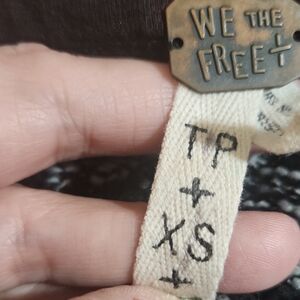 WE THE
FREE+
TP
+
XS
+